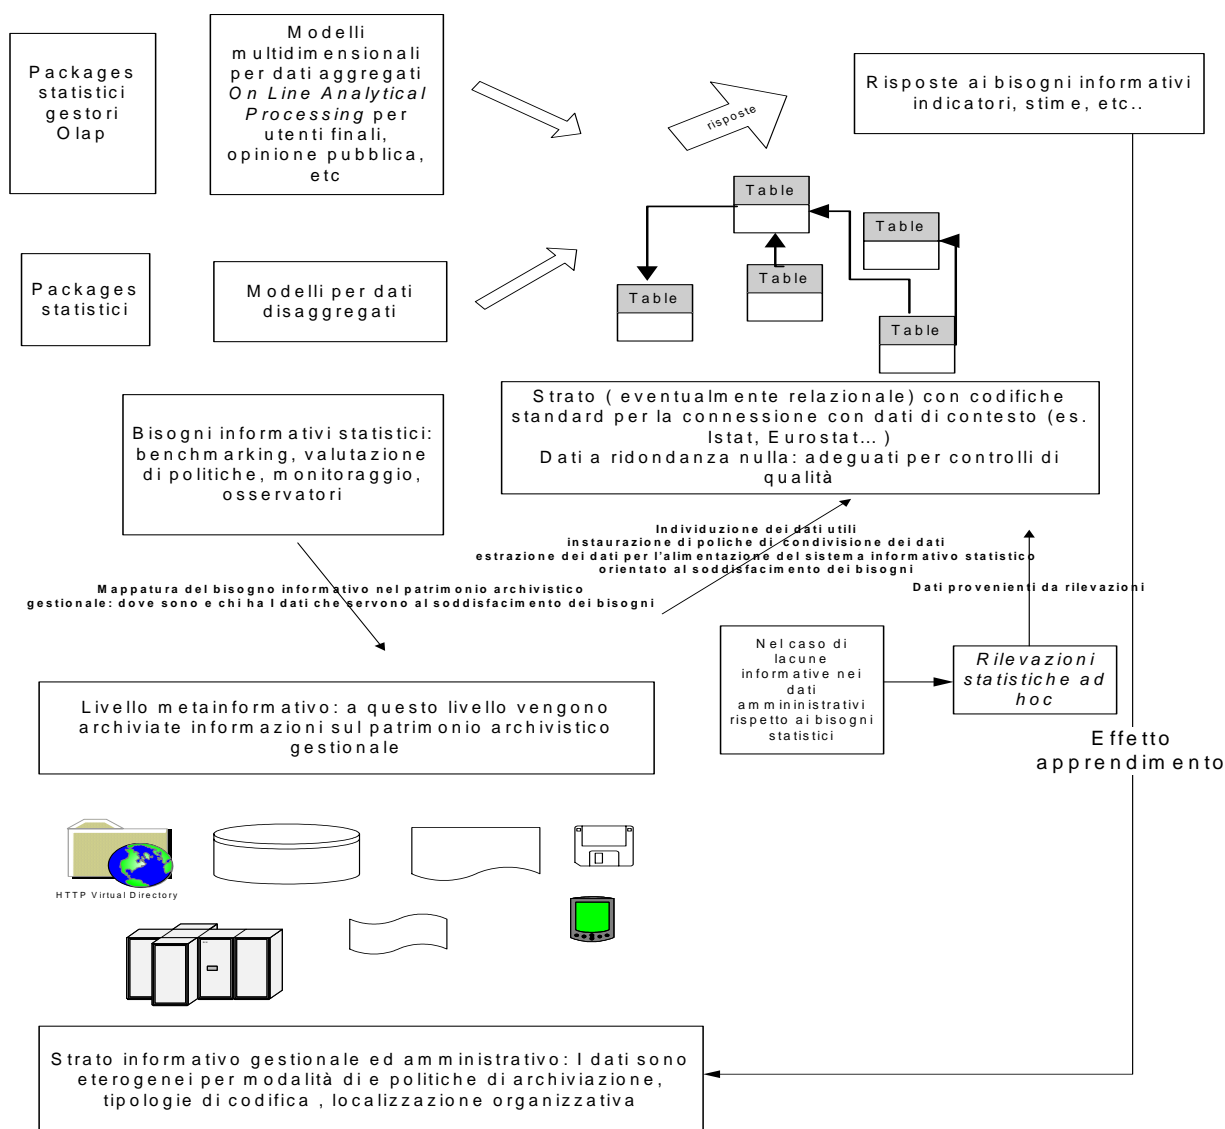 Packages
statistici
gestori
Olap
Modelli
multidimensionali
per dati aggregati
On Line Analytical
Processing per
utenti finali,
opinione pubblica,
etc
risposte
Risposte ai bisogni informativi
indicatori, stime, etc..
Packages
statistici
Modelli per dati
disaggregati
Table
Table
Table
Table
Table
Bisogni informativi statistici:
benchmarking, valutazione
di politiche, monitoraggio,
osservatori
Strato ( eventualmente relazionale) con codifiche
standard per la connessione con dati di contesto (es.
Istat, Eurostat... )
Dati a ridondanza nulla: adeguati per controlli di
qualità
Individuzione dei dati utili
instaurazione di poliche di condivisione dei dati
estrazione dei dati per l'alimentazione del sistema informativo statistico
orientato al soddisfacimento dei bisogni
Mappatura del bisogno informativo nel patrimonio archivistico
gestionale: dove sono e chi ha I dati che servono al soddisfacimento dei bisogni
Dati provenienti da rilevazioni
Nel caso di
lacune
informative nei
dati
ammininistrativi
rispetto ai bisogni
statistici
Rilevazioni
statistiche ad
hoc
Livello metainformativo: a questo livello vengono
archiviate informazioni sul patrimonio archivistico
gestionale
Effetto
apprendimento
HTTP Virtual Directory
Strato informativo gestionale ed amministrativo: I dati sono
eterogenei per modalità di e politiche di archiviazione,
tipologie di codifica , localizzazione organizzativa